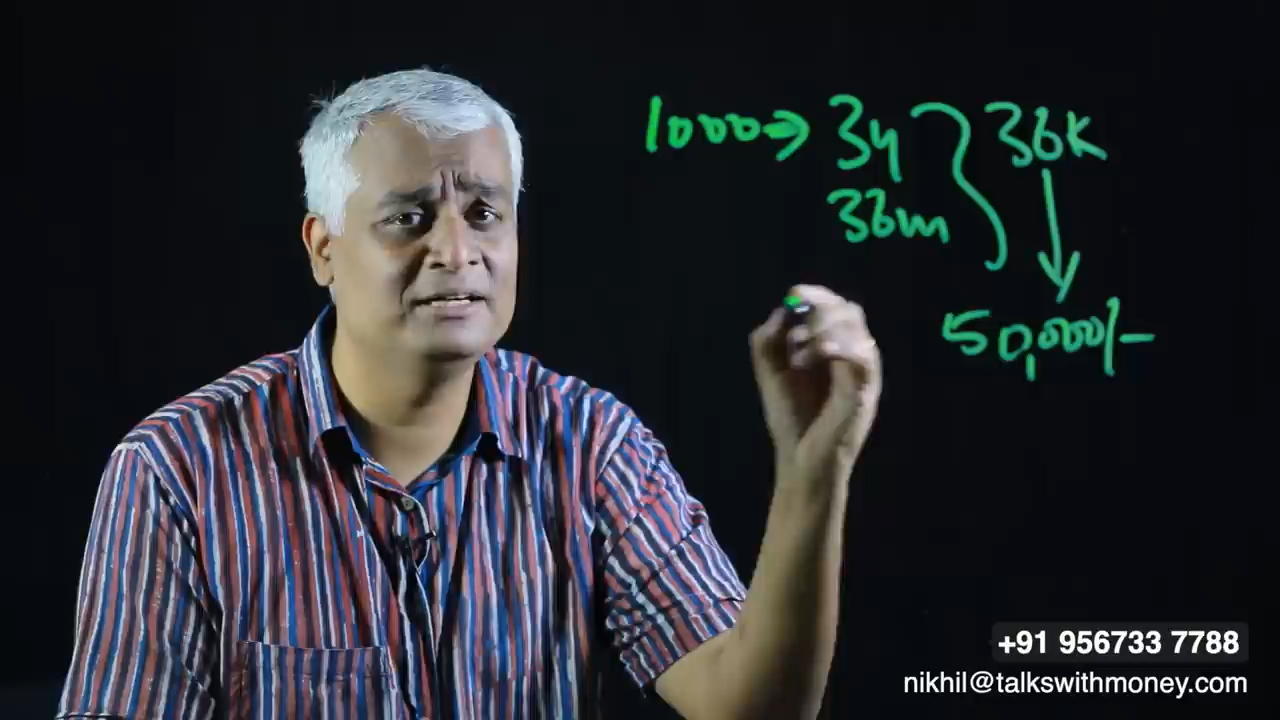 1000⇒ 3y } 36K
36m
↓
50,000/-
+91 956733 7788
nikhil@talkswithmoney.com